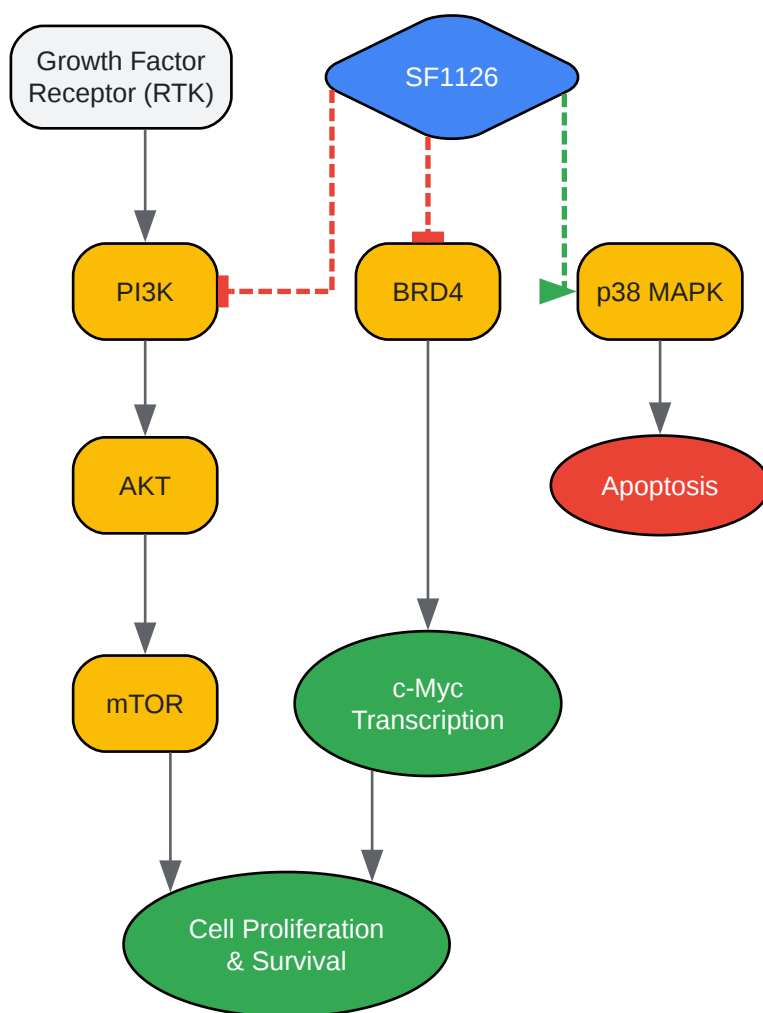 Growth Factor
Receptor (RTK)
SF1126
PI3K
BRD4
p38 MAPK
AKT
Apoptosis
mTOR
c-Myc
Transcription
Cell Proliferation
& Survival